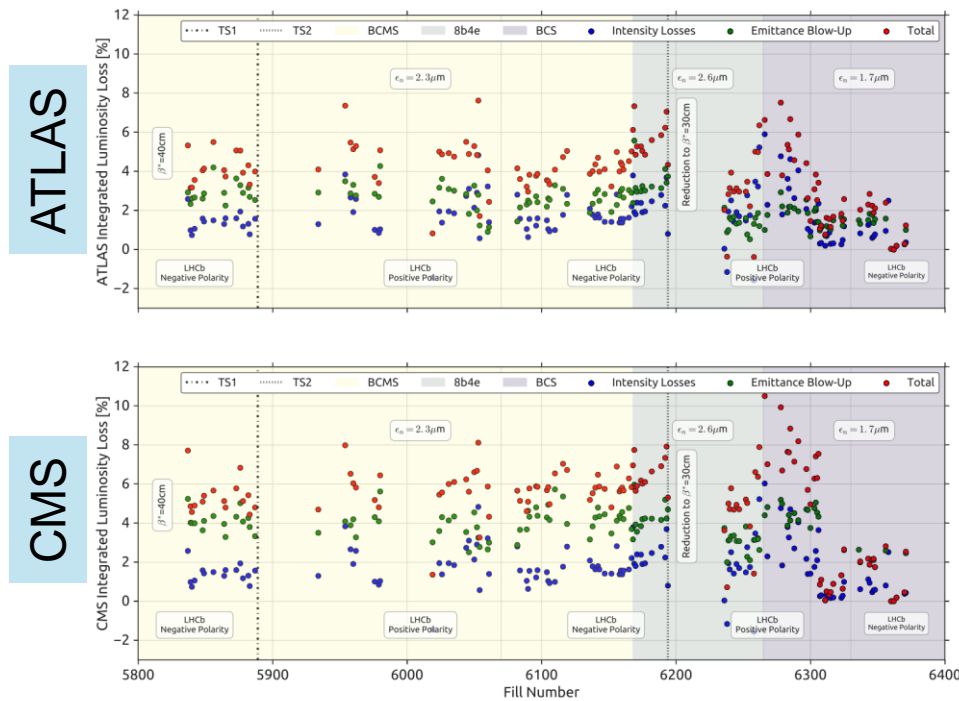 ATLAS
ATLAS Integrated Luminosity Loss [%]
12
10
8
6
4
2
0
−2
TS1 TS2 BCMS 8b4e BCS Intensity Losses Emittance Blow-Up Total
ϵn = 2.3μm
ϵn = 2.6μm
ϵn = 1.7μm
β*=40cm
Reduction to β*=30cm
LHCb
Negative Polarity
LHCb
Positive Polarity
LHCb
Negative Polarity
LHCb
Positive Polarity
LHCb
Negative Polarity
CMS
CMS Integrated Luminosity Loss [%]
12
10
8
6
4
2
0
−2
TS1 TS2 BCMS 8b4e BCS Intensity Losses Emittance Blow-Up Total
ϵn = 2.3μm
ϵn = 2.6μm
ϵn = 1.7μm
β*=40cm
Reduction to β*=30cm
LHCb
Negative Polarity
LHCb
Positive Polarity
LHCb
Negative Polarity
LHCb
Positive Polarity
LHCb
Negative Polarity
5800 5900 6000 6100 6200 6300 6400
Fill Number